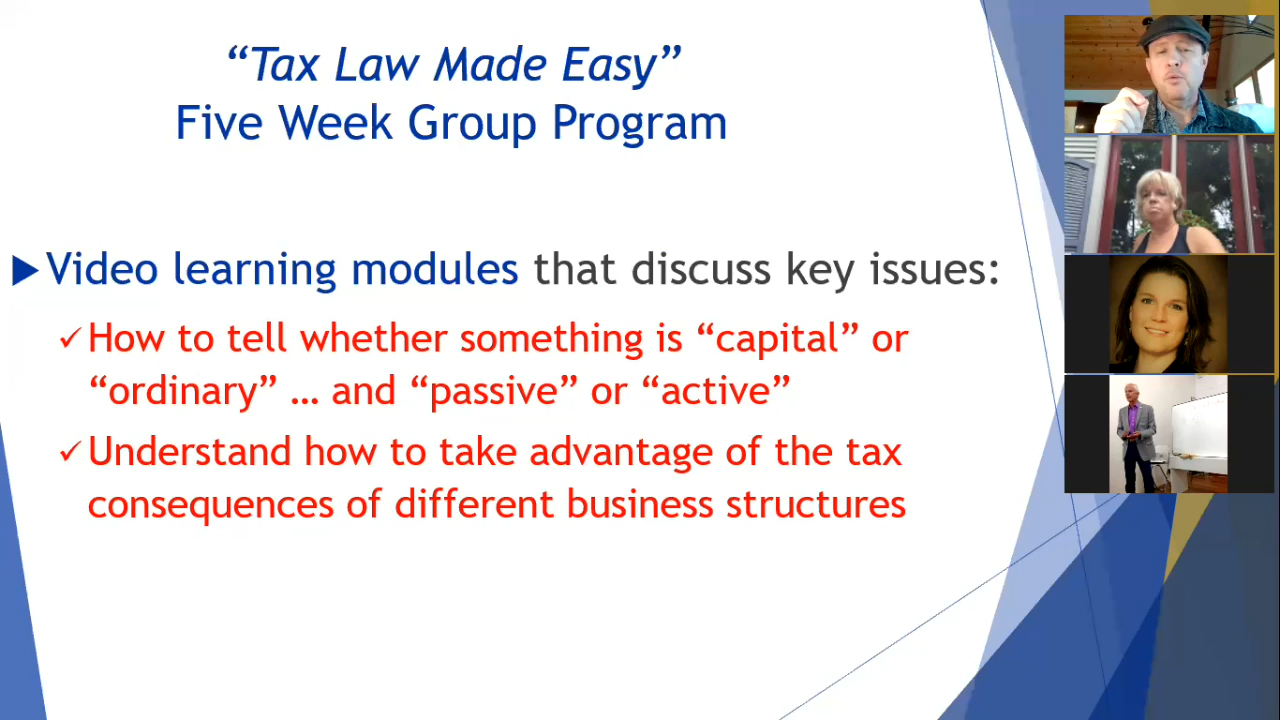 “Tax Law Made Easy”
Five Week Group Program
Video learning modules that discuss key issues:
How to tell whether something is “capital” or
“ordinary” … and “passive” or “active”
Understand how to take advantage of the tax
consequences of different business structures